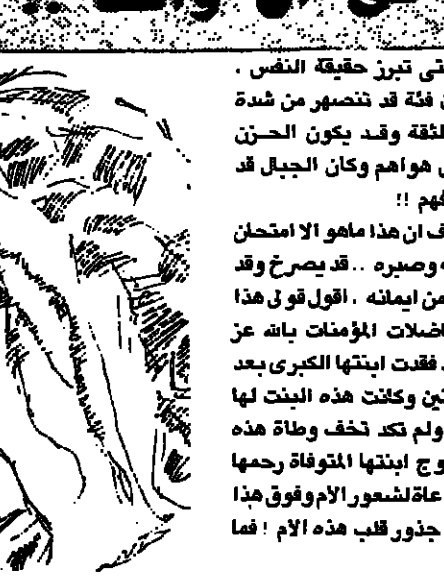 تى تبرز حقيقة النفس .
فئة قد تنصهر من شدة
لثقة وقد يكون الحزن
هواهم وكان الجبال قد
هم !!
ف ان هذا ماهو الا امتحان
وصبره .. قد يصرخ وقد
من ايمانه . اقول قولى هذا
اضلات المؤمنات بالله عز
فقدت ابنتها الكبرى بعد
ين وكانت هذه البنت لها
ولم تكد تخف وطاة هذه
وج ابنتها المتوفاة رحمها
عاة لشعور الام وفوق هذا
جذور قلب هذه الام ! فما